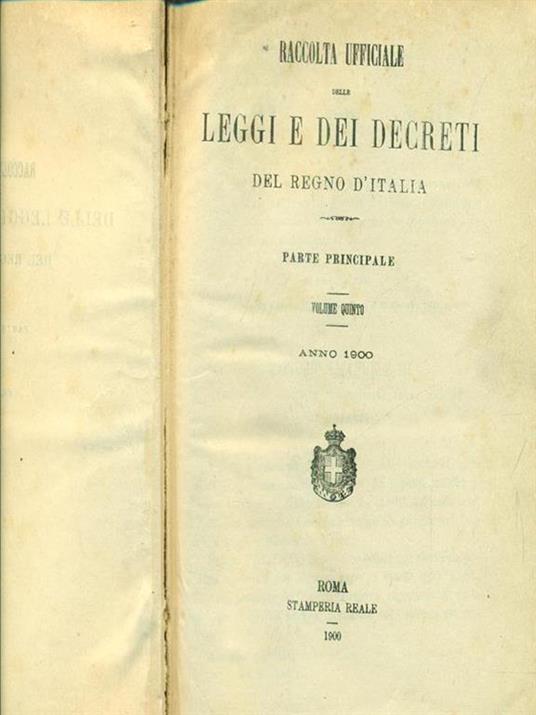 RACCOLTA UFFICIALE
DELLE
LEGGI E DEI DECRETI
DEL REGNO D'ITALIA
PARTE PRINCIPALE
VOLUME QUINTO
ANNO 1900
ROMA
STAMPERIA REALE
1900